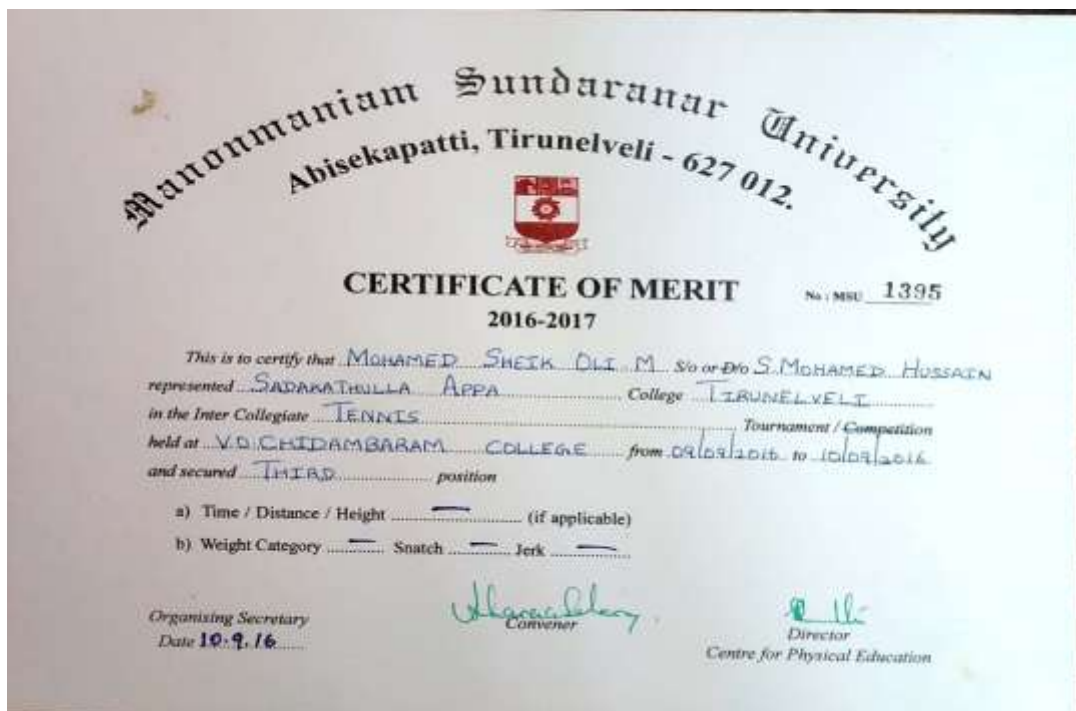 Manonmaniam Sundaranar University
Abisekapatti, Tirunelveli - 627 012.
CERTIFICATE OF MERIT
No : MSU 1395
2016-2017
This is to certify that MOHAMED SHEIK OLI M S/o or D/o S. MOHAMED HUSSAIN
represented SADAKATHULLA APPA College TIRUNELVELI
in the Inter Collegiate TENNIS Tournament / Competition
held at V.O. CHIDAMBARAM COLLEGE from 09/09/2016 to 10/09/2016
and secured THIRD position
a) Time / Distance / Height — (if applicable)
b) Weight Category — Snatch — Jerk —
Organising Secretary
Date 10.9.16
Convener
Director
Centre for Physical Education